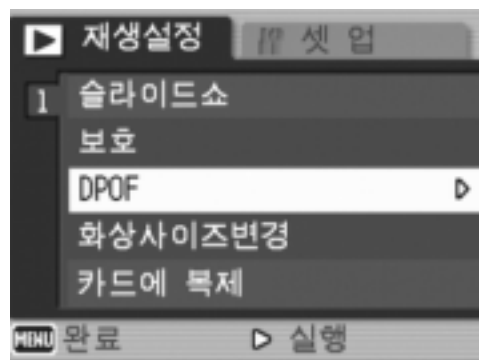 재생설정 셋 업
1 슬라이드쇼
보호
DPOF
화상사이즈변경
카드에 복제
MENU 완료 실행